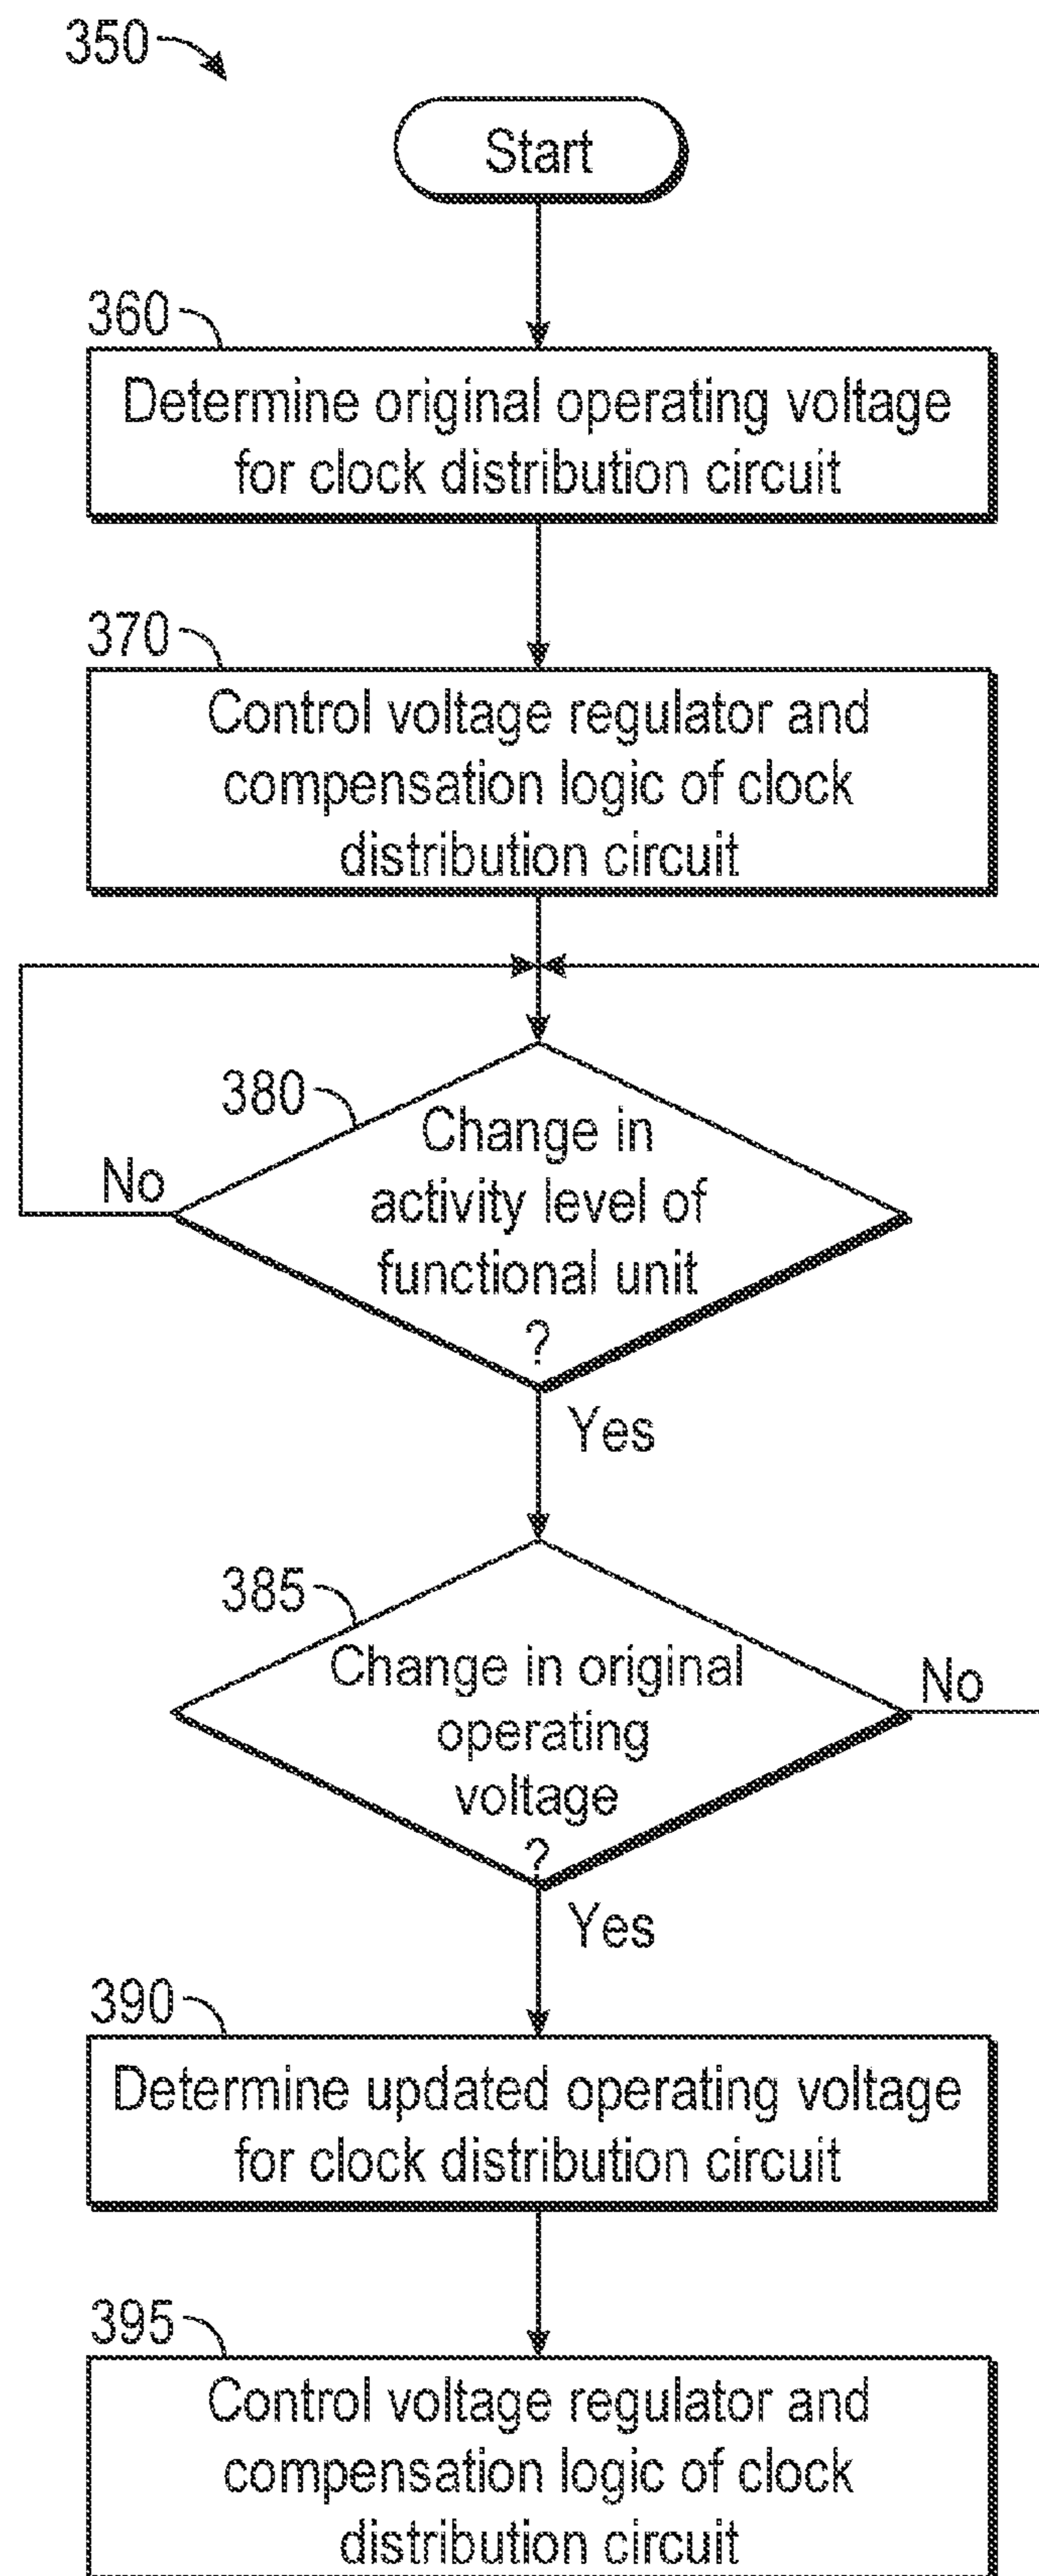 350
Start
360
Determine original operating voltage
for clock distribution circuit
370
Control voltage regulator and
compensation logic of clock
distribution circuit
380
Change in
activity level of
functional unit
?
No
Yes
385
Change in original
operating
voltage
?
No
Yes
390
Determine updated operating voltage
for clock distribution circuit
395
Control voltage regulator and
compensation logic of clock
distribution circuit